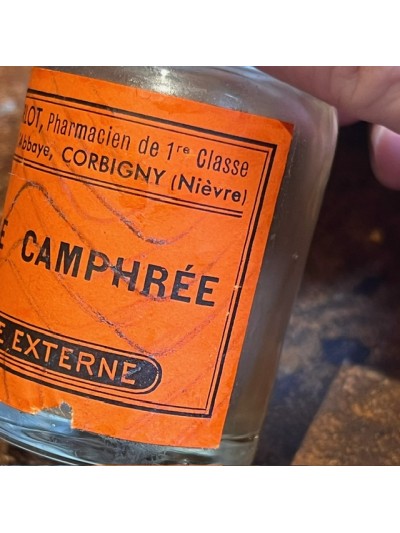 LOT, Pharmacien de 1re Classe
Abbaye, CORBIGNY (Nièvre)
E CAMPHRÉE
E EXTERNE